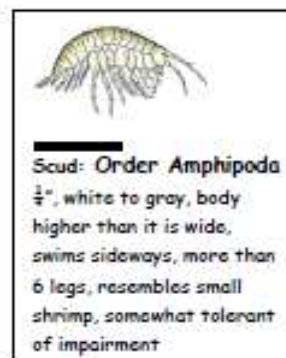 Scud: Order Amphipoda
¼", white to gray, body
higher than it is wide,
swims sideways, more than
6 legs, resembles small
shrimp, somewhat tolerant
of impairment